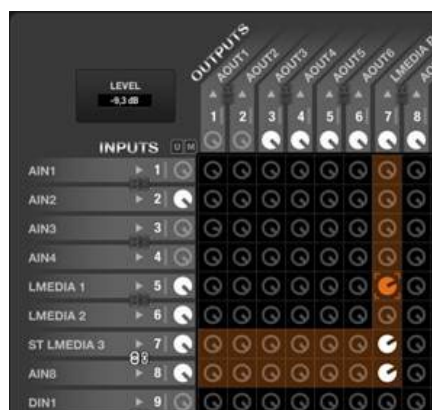 OUTPUTS
AOUT1
AOUT2
AOUT3
AOUT4
AOUT5
AOUT6
LMEDIA
LEVEL
-9,3 dB
1 2 3 4 5 6 7 8
INPUTS U M
AIN1 1
AIN2 2
AIN3 3
AIN4 4
LMEDIA 1 5
LMEDIA 2 6
ST LMEDIA 3 7
AIN8 8
DIN1 9